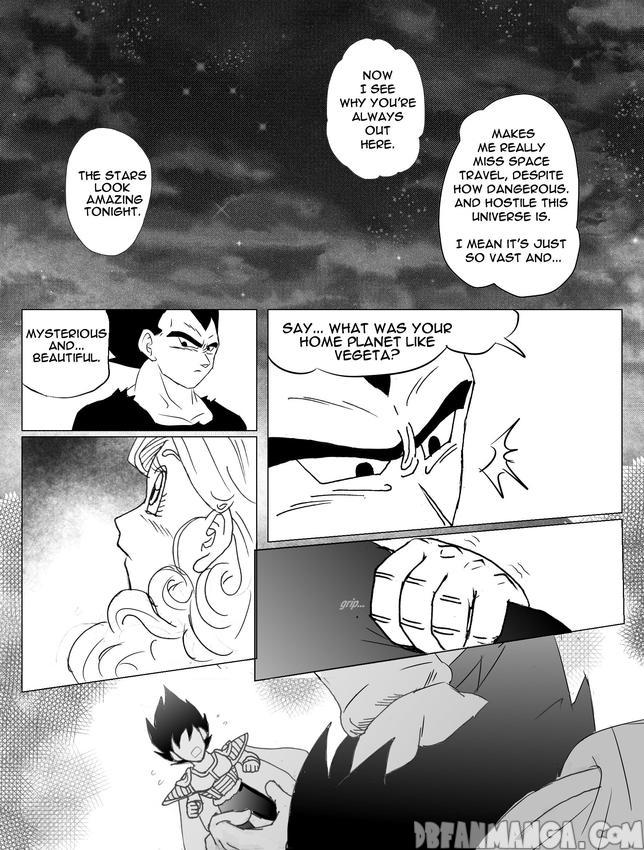 THE STARS
LOOK
AMAZING
TONIGHT.
NOW
I SEE
WHY YOU'RE
ALWAYS
OUT
HERE.
MAKES
ME REALLY
MISS SPACE
TRAVEL, DESPITE
HOW DANGEROUS.
AND HOSTILE THIS
UNIVERSE IS.
I MEAN IT'S JUST
SO VAST AND...
MYSTERIOUS
AND...
BEAUTIFUL.
SAY... WHAT WAS YOUR
HOME PLANET LIKE
VEGETA?
grip...
DBFANMANGA.COM